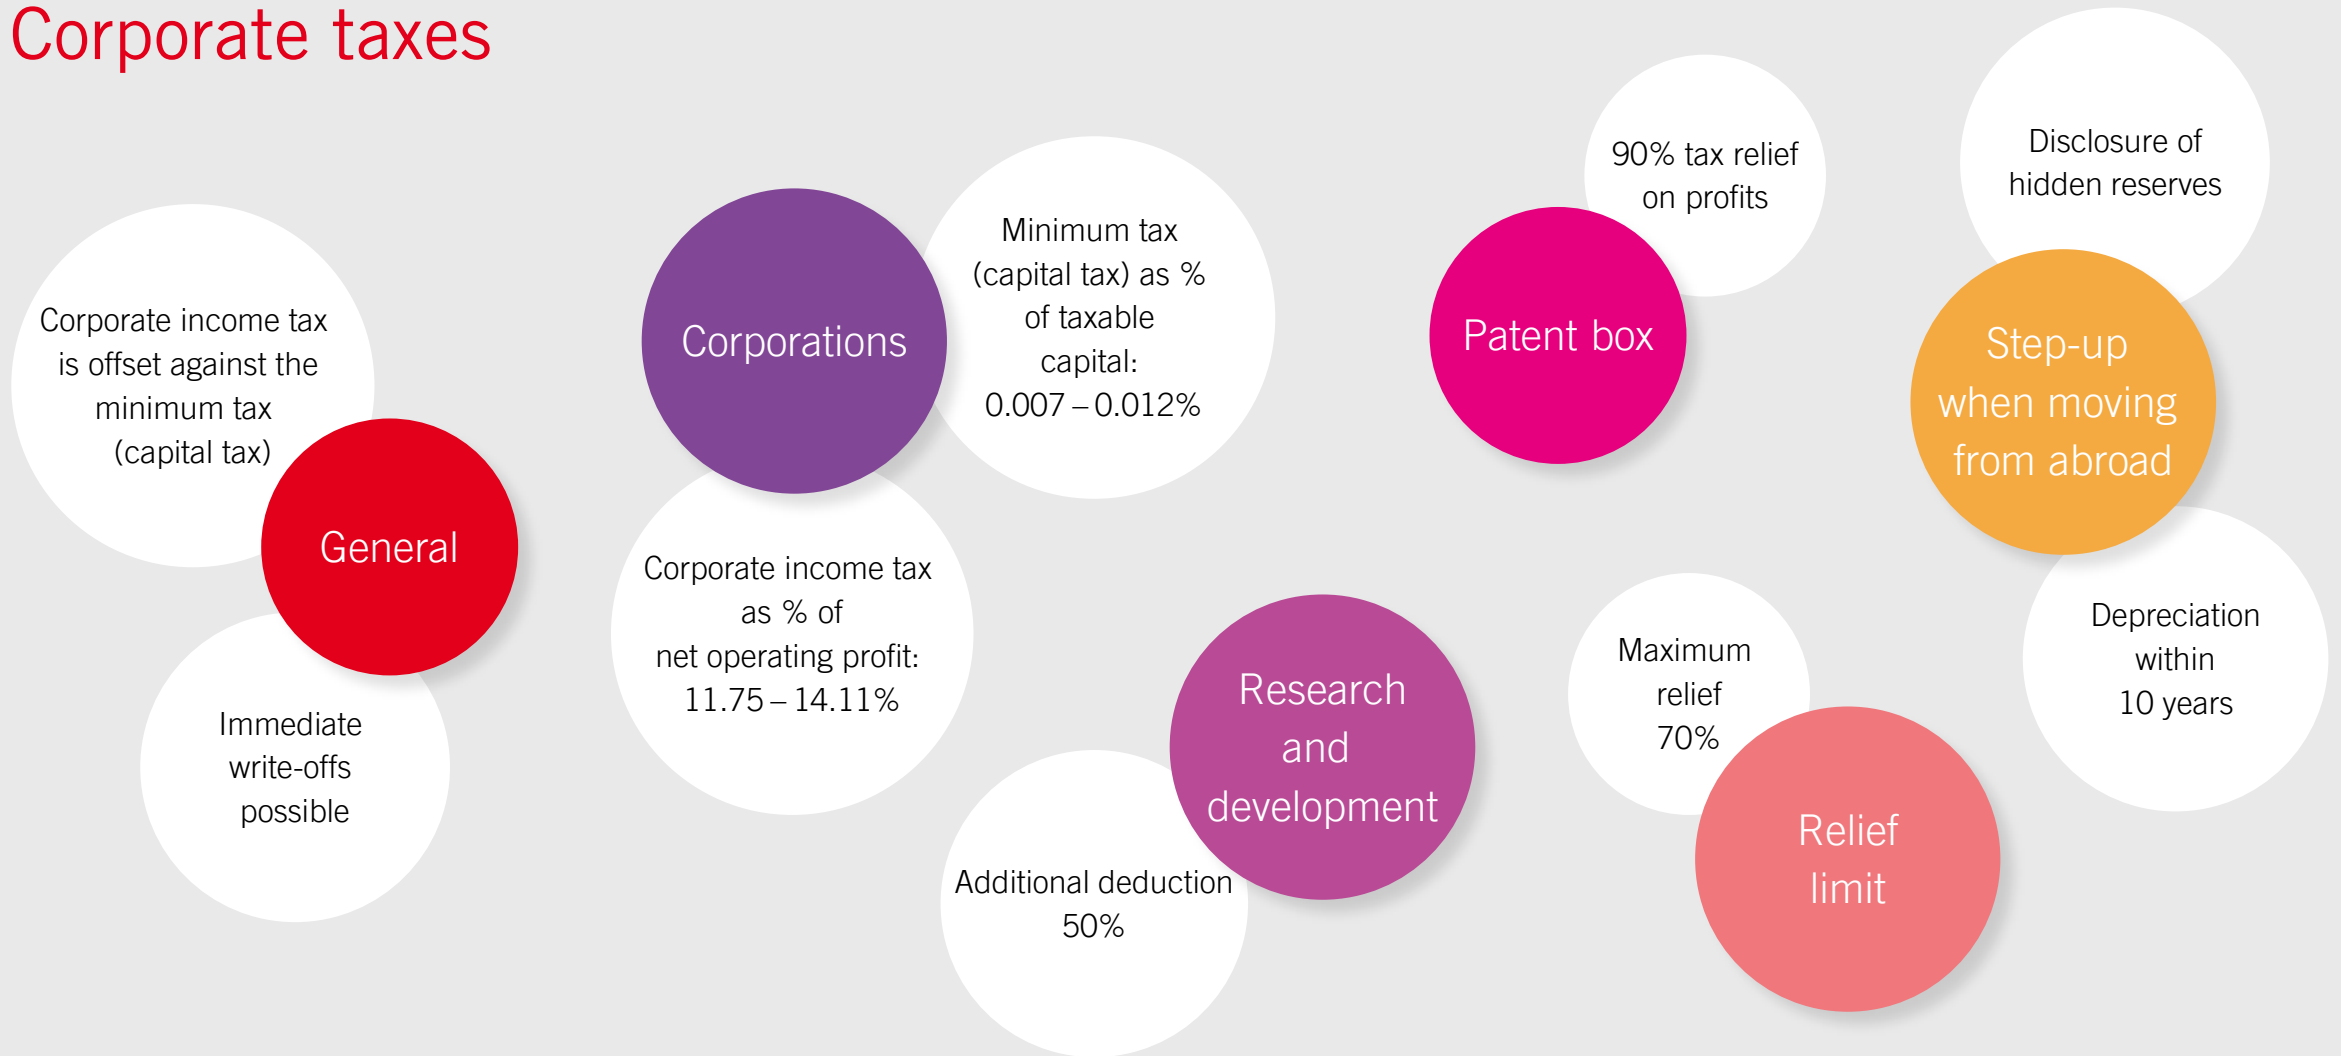 Corporate taxes
Corporate income tax
is offset against the
minimum tax
(capital tax)
General
Immediate
write-offs
possible
Corporations
Minimum tax
(capital tax) as %
of taxable
capital:
0.007 – 0.012%
Corporate income tax
as % of
net operating profit:
11.75 – 14.11%
Research
and
development
Additional deduction
50%
90% tax relief
on profits
Patent box
Maximum
relief
70%
Relief
limit
Disclosure of
hidden reserves
Step-up
when moving
from abroad
Depreciation
within
10 years